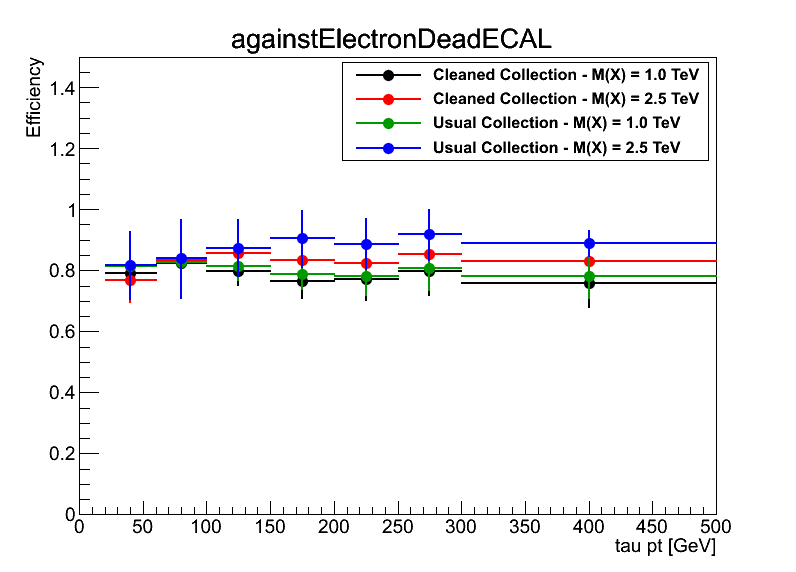 againstElectronDeadECAL
Efficiency
Cleaned Collection - M(X) = 1.0 TeV
Cleaned Collection - M(X) = 2.5 TeV
Usual Collection - M(X) = 1.0 TeV
Usual Collection - M(X) = 2.5 TeV
1.4
1.2
1
0.8
0.6
0.4
0.2
0
0 50 100 150 200 250 300 350 400 450 500
tau pt [GeV]